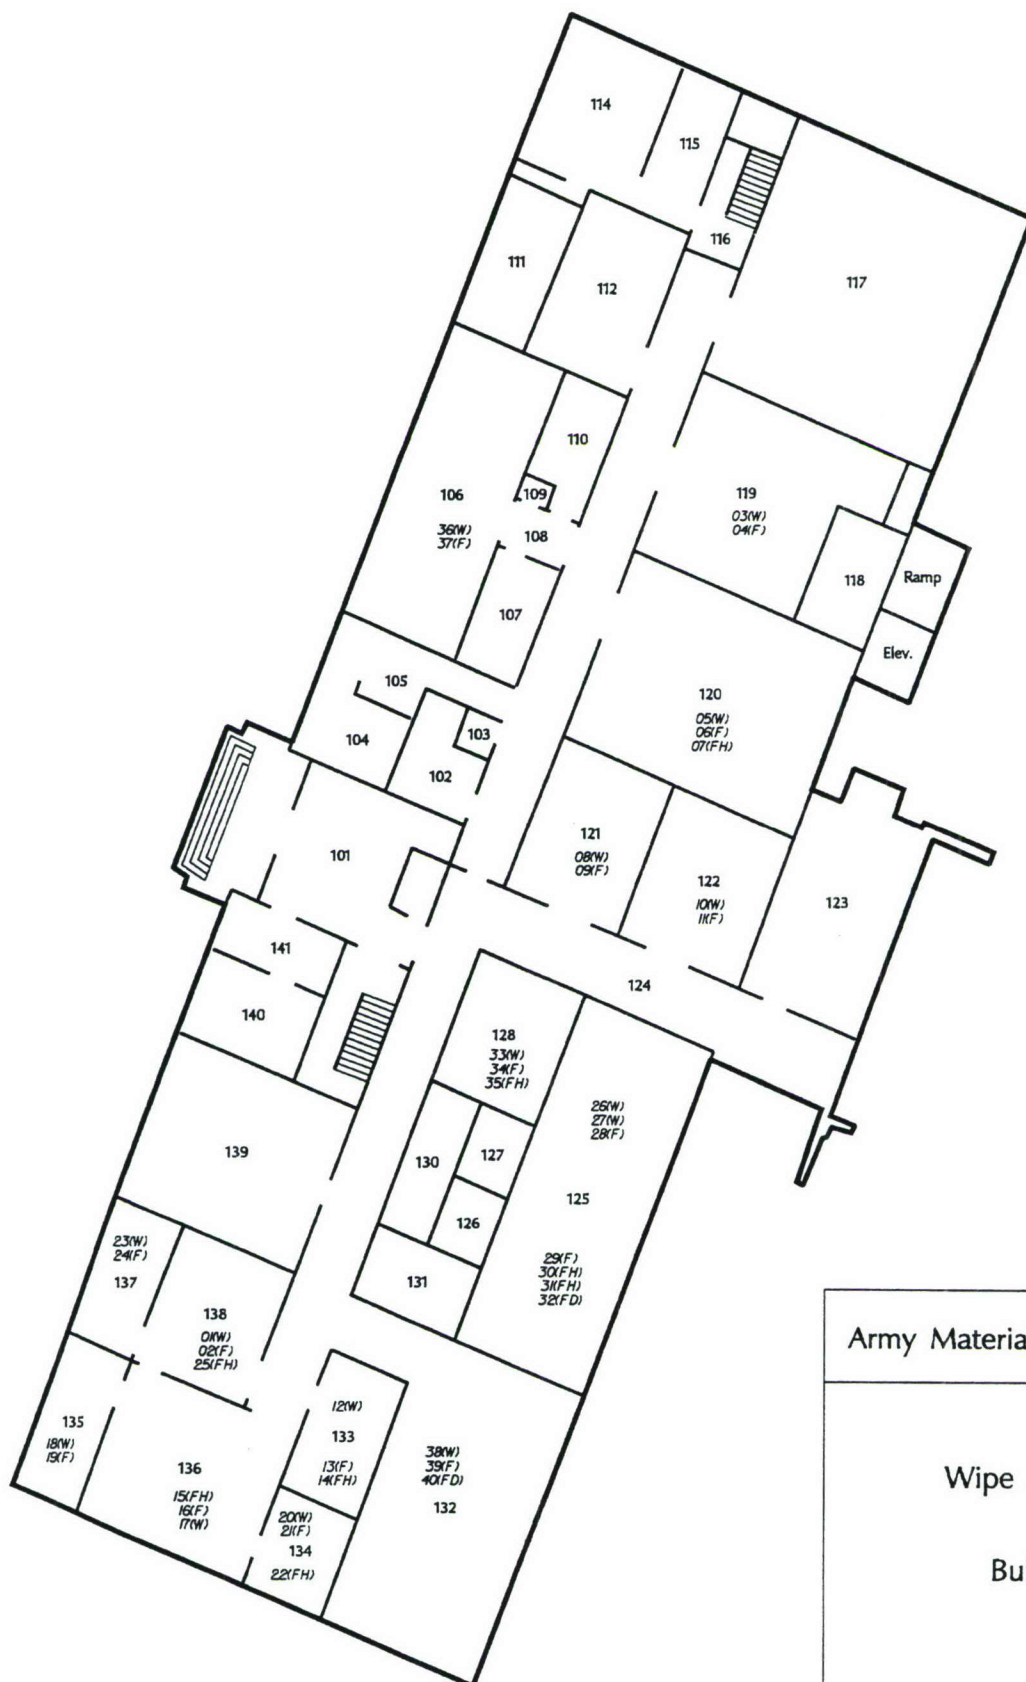 114
115
116
117
111
112
110
109
106
36(W)
37(F)
108
107
119
03(W)
04(F)
118
Ramp
Elev.
105
104
103
102
120
05(W)
06(F)
07(FH)
101
121
08(W)
09(F)
122
10(W)
11(F)
123
141
140
124
128
33(W)
34(F)
35(FH)
26(W)
27(W)
28(F)
139
130
127
126
125
131
29(F)
30(FH)
31(FH)
32(FD)
23(W)
24(F)
137
138
01(W)
02(F)
25(FH)
Army Materia
135
18(W)
19(F)
136
15(FH)
16(F)
17(W)
12(W)
133
13(F)
14(FH)
20(W)
21(F)
134
22(FH)
38(W)
39(F)
40(FD)
132
Wipe
Bu